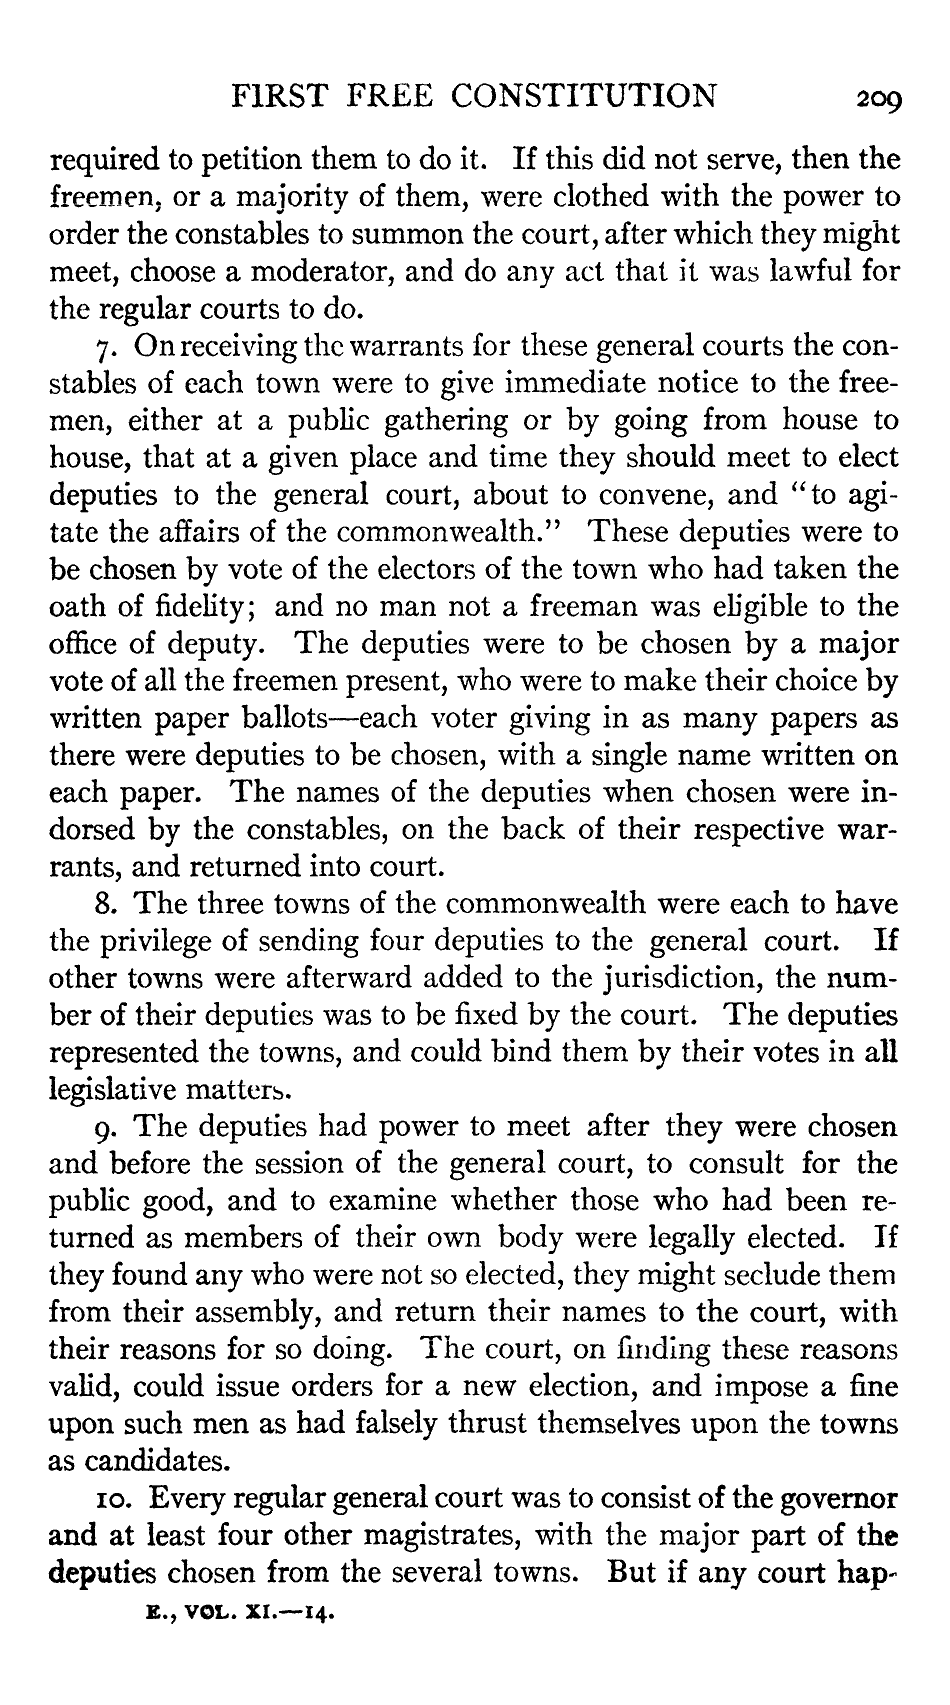 FIRST FREE CONSTITUTION 209
required to petition them to do it. If this did not serve, then the
freemen, or a majority of them, were clothed with the power to
order the constables to summon the court, after which they might
meet, choose a moderator, and do any act that it was lawful for
the regular courts to do.
7. On receiving the warrants for these general courts the con-
stables of each town were to give immediate notice to the free-
men, either at a public gathering or by going from house to
house, that at a given place and time they should meet to elect
deputies to the general court, about to convene, and “to agi-
tate the affairs of the commonwealth.” These deputies were to
be chosen by vote of the electors of the town who had taken the
oath of fidelity; and no man not a freeman was eligible to the
office of deputy. The deputies were to be chosen by a major
vote of all the freemen present, who were to make their choice by
written paper ballots—each voter giving in as many papers as
there were deputies to be chosen, with a single name written on
each paper. The names of the deputies when chosen were in-
dorsed by the constables, on the back of their respective war-
rants, and returned into court.
8. The three towns of the commonwealth were each to have
the privilege of sending four deputies to the general court. If
other towns were afterward added to the jurisdiction, the num-
ber of their deputies was to be fixed by the court. The deputies
represented the towns, and could bind them by their votes in all
legislative matters.
9. The deputies had power to meet after they were chosen
and before the session of the general court, to consult for the
public good, and to examine whether those who had been re-
turned as members of their own body were legally elected. If
they found any who were not so elected, they might seclude them
from their assembly, and return their names to the court, with
their reasons for so doing. The court, on finding these reasons
valid, could issue orders for a new election, and impose a fine
upon such men as had falsely thrust themselves upon the towns
as candidates.
10. Every regular general court was to consist of the governor
and at least four other magistrates, with the major part of the
deputies chosen from the several towns. But if any court hap-
E., VOL. XI.—14.